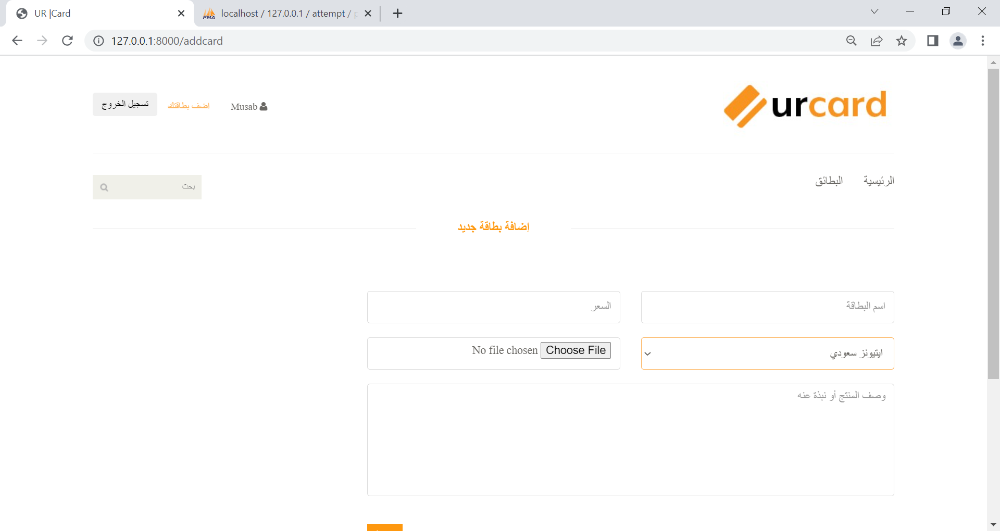 UR |Card
localhost / 127.0.0.1 / attempt /
127.0.0.1:8000/addcard
urcard
Musab
اضف بطاقتك
تسجيل الخروج
الرئيسية
البطائق
بحث
إضافة بطاقة جديد
اسم البطاقة
السعر
ايتيونز سعودي
Choose File No file chosen
وصف المنتج أو نبذة عنه